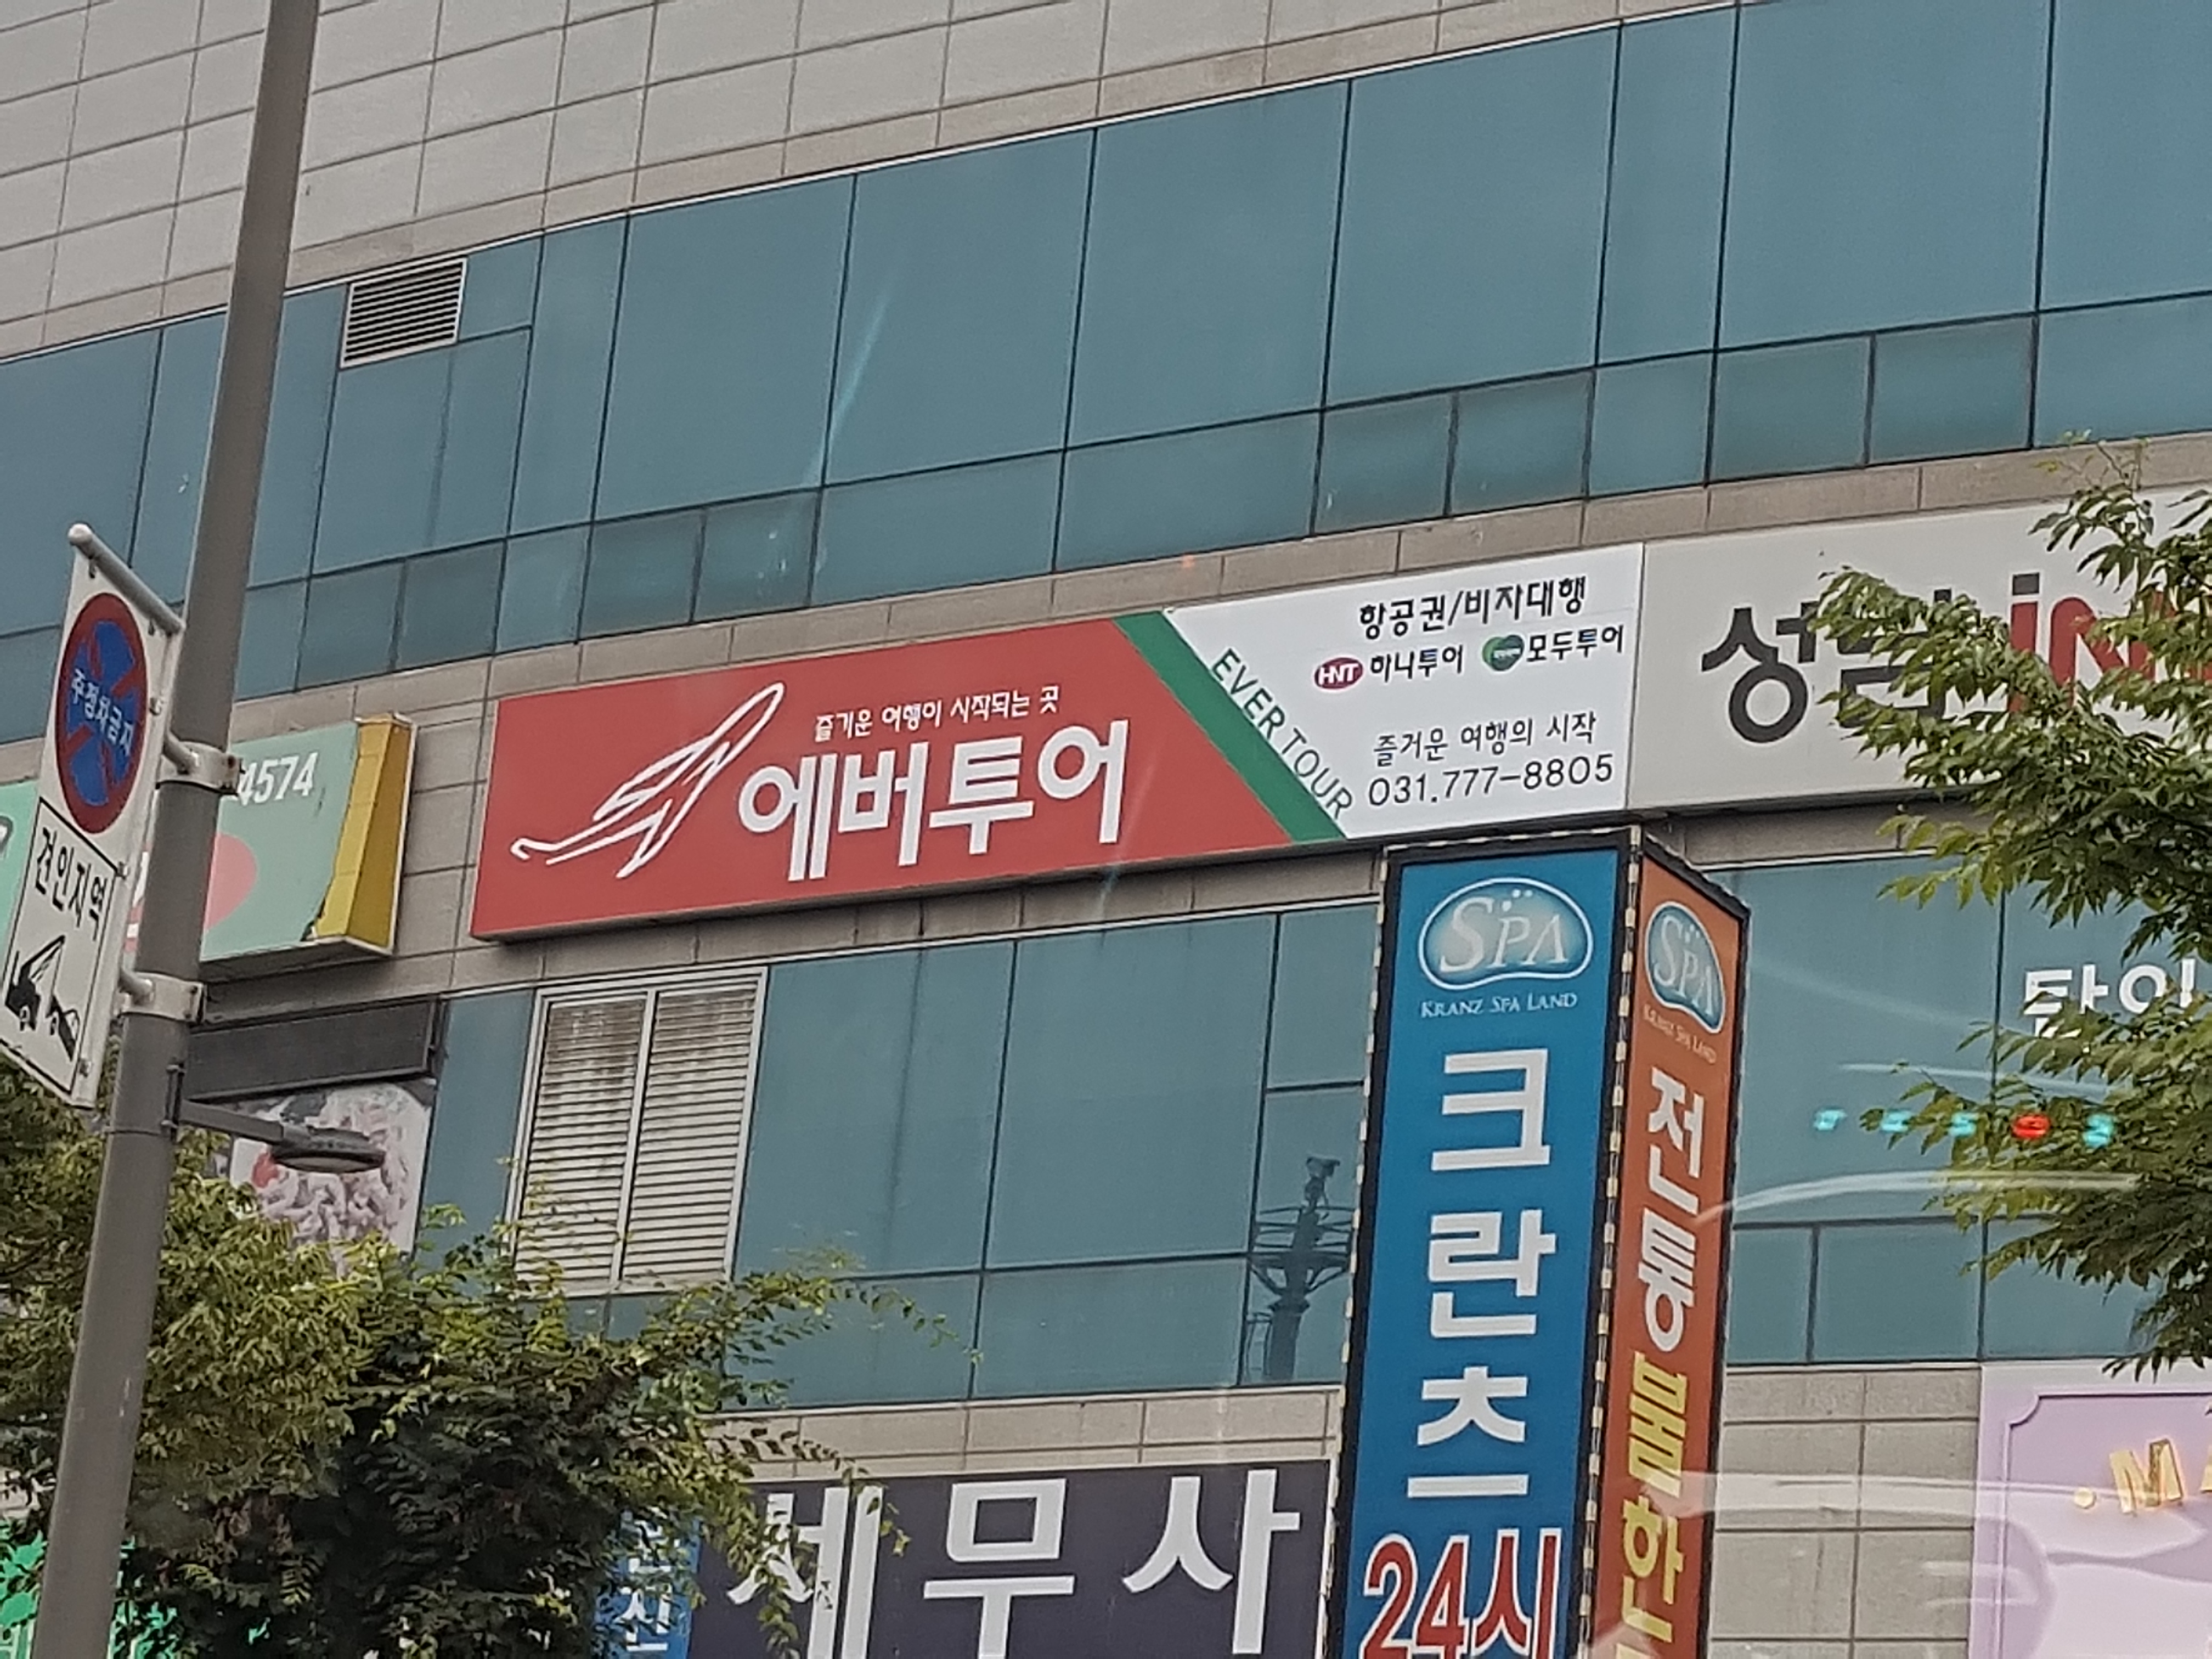 주정차금지
견인지역
4574
즐거운 여행이 시작되는 곳
에버투어
EVER TOUR
항공권/비자대행
HNT 하나투어 모두투어
즐거운 여행의 시작
031.777-8805
SPA
KRANZ SPA LAND
크란츠
24시
SPA
KRANZ SPA LAND
전통불한
세무사